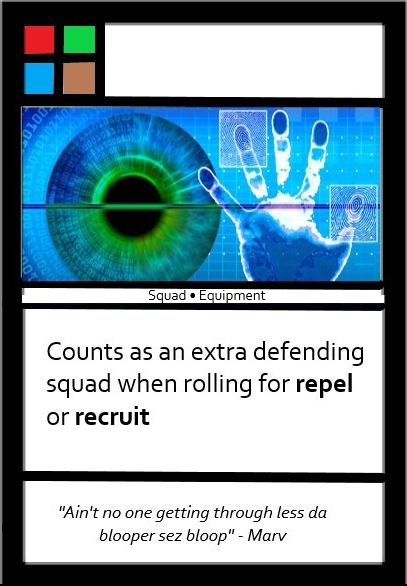 Squad • Equipment
Counts as an extra defending
squad when rolling for repel
or recruit
"Ain't no one getting through less da
blooper sez bloop" - Marv